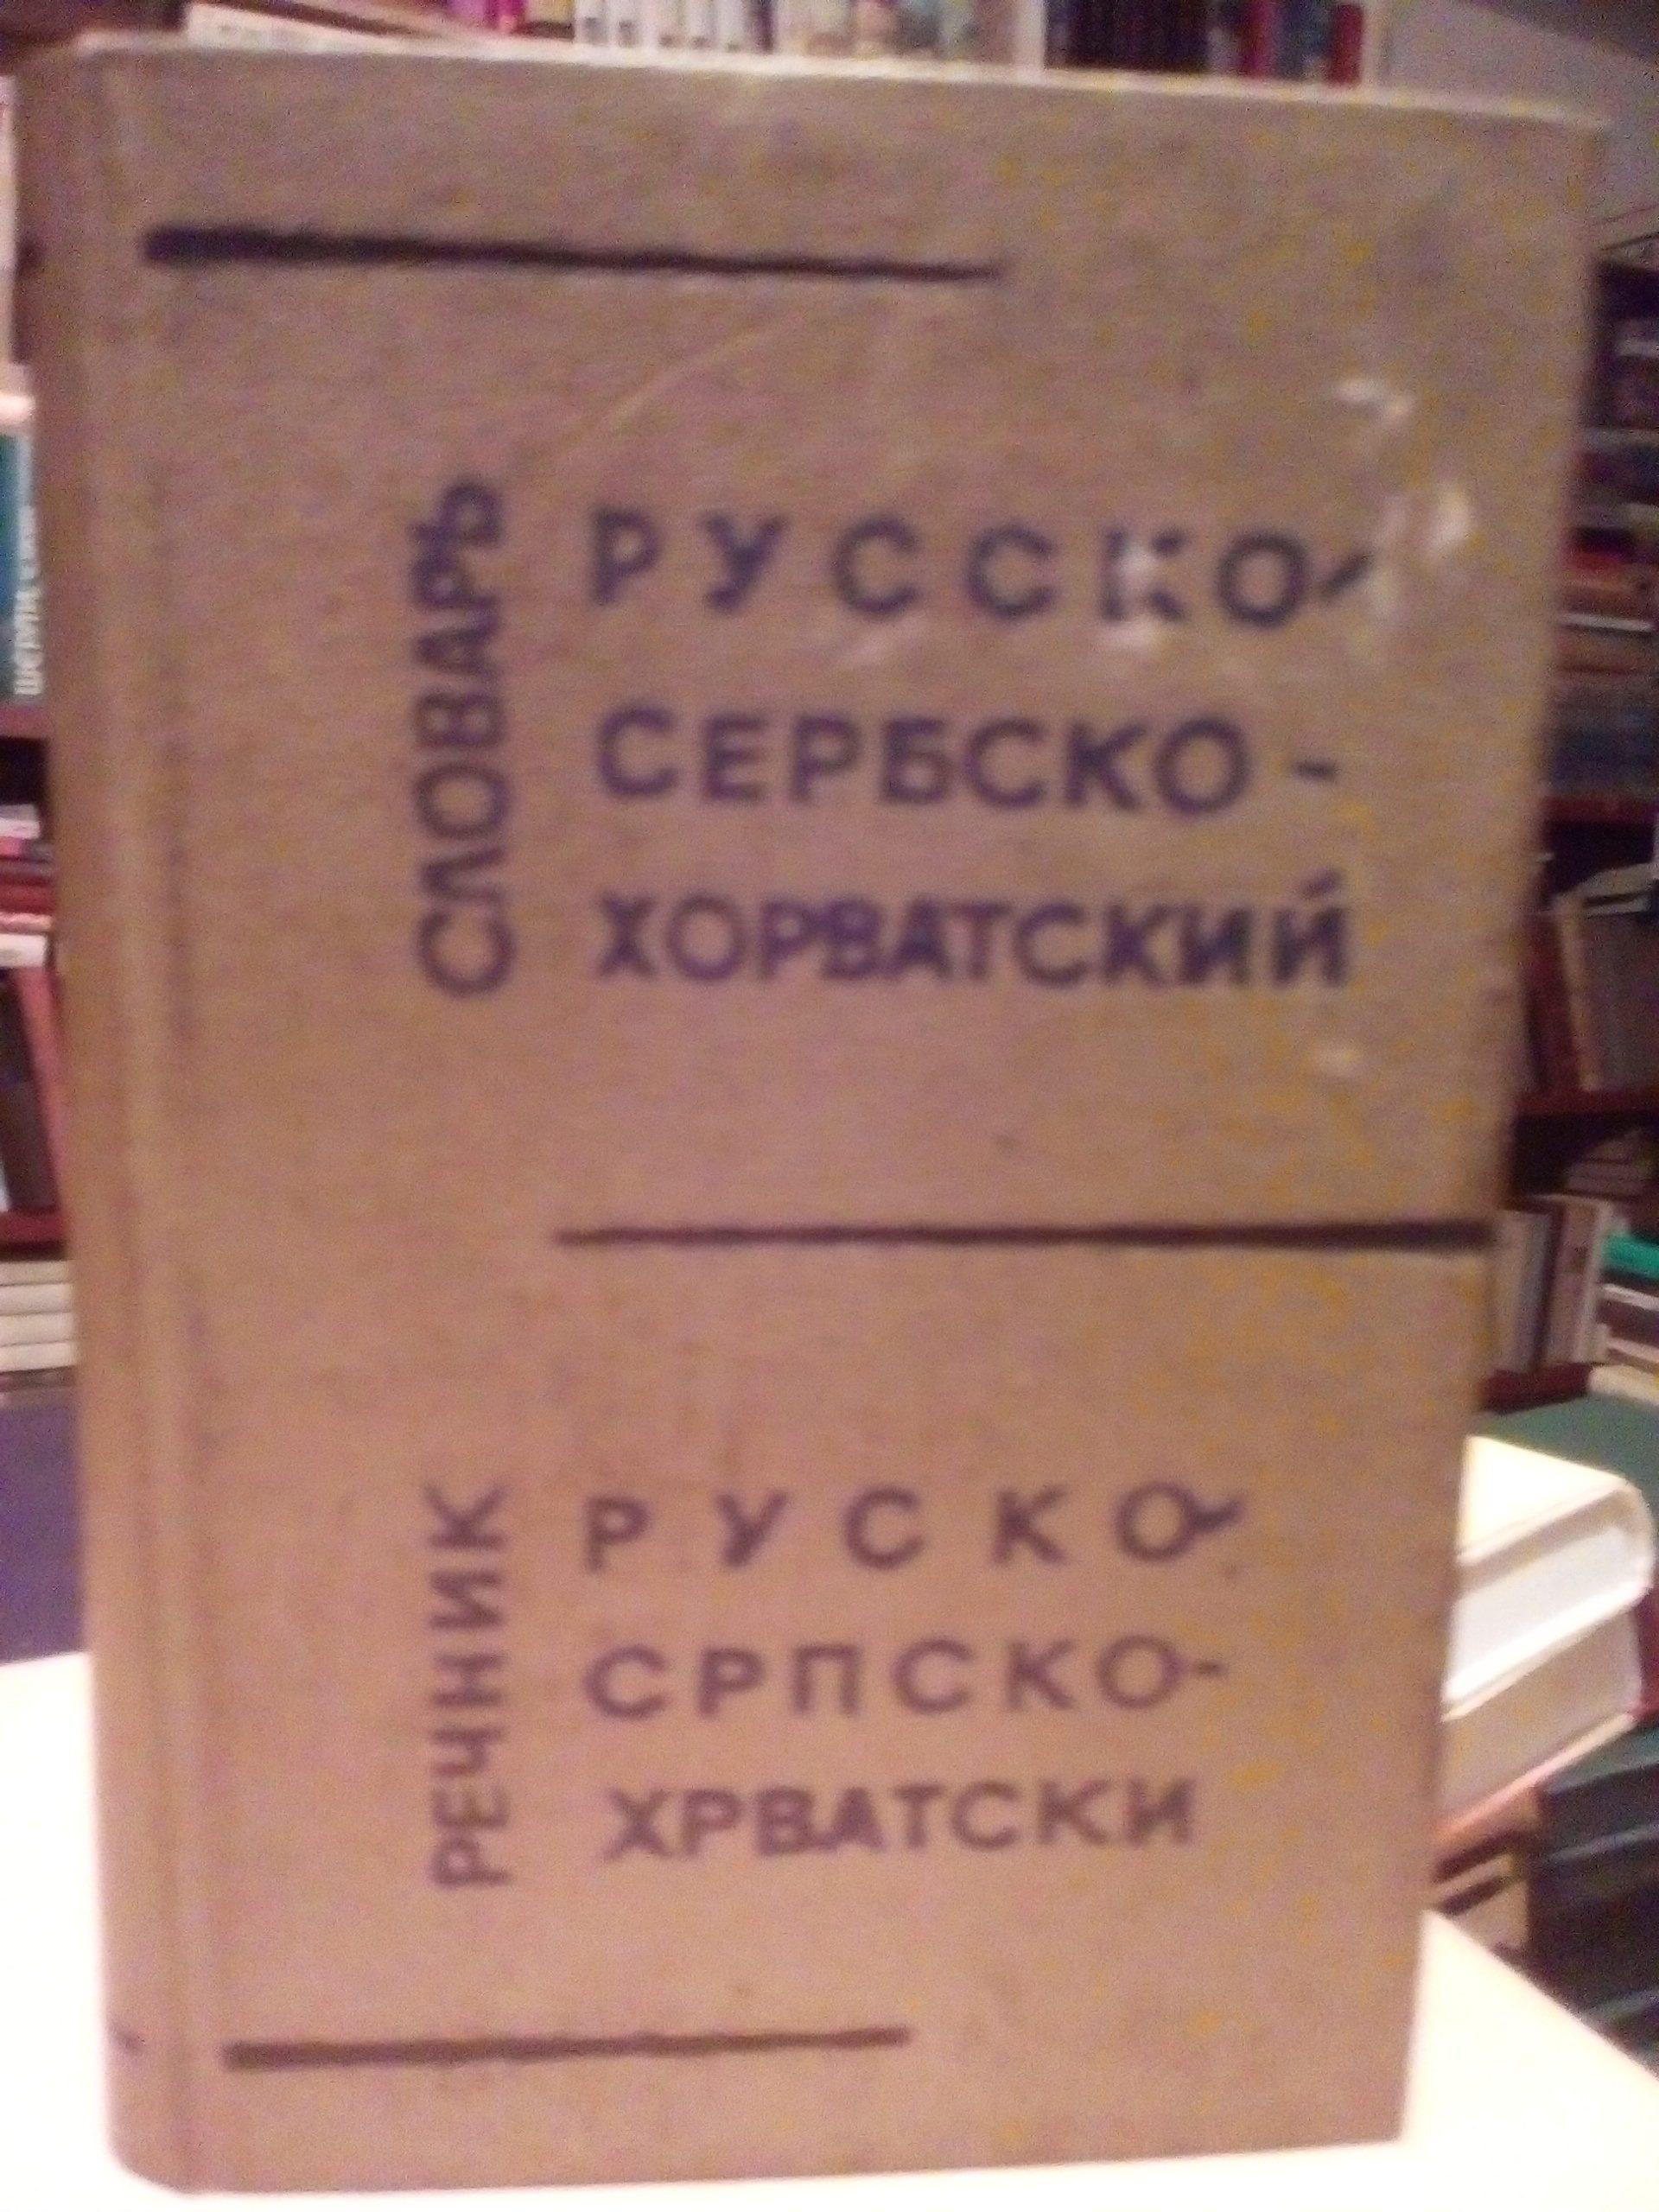 СЛОВАРЬ
РУССКО-
СЕРБСКО-
ХОРВАТСКИЙ
РЕЧНИК
РУСКО-
СРПСКО-
ХРВАТСКИ